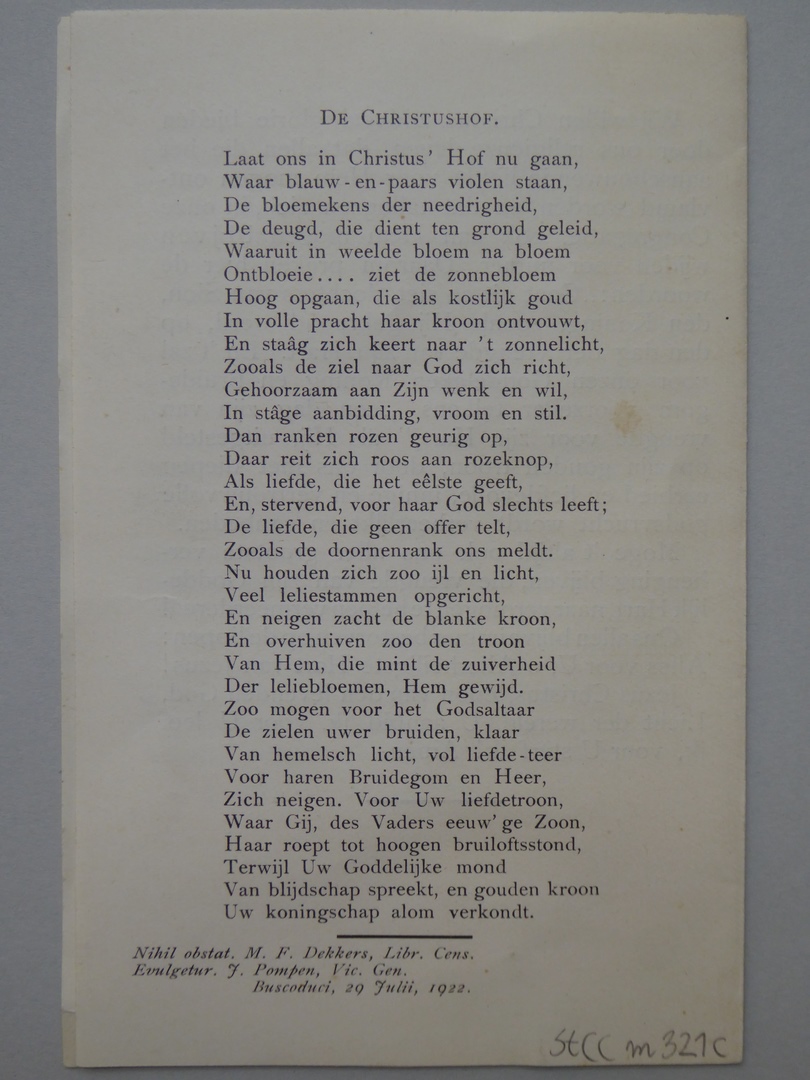 DE CHRISTUSHOF.
Laat ons in Christus' Hof nu gaan,
Waar blauw-en-paars violen staan,
De bloemekens der needrigheid,
De deugd, die dient ten grond geleid,
Waaruit in weelde bloem na bloem
Ontbloeie.... ziet de zonnebloem
Hoog opgaan, die als kostlijk goud
In volle pracht haar kroon ontvouwt,
En staâg zich keert naar 't zonnelicht,
Zooals de ziel naar God zich richt,
Gehoorzaam aan Zijn wenk en wil,
In stâge aanbidding, vroom en stil.
Dan ranken rozen geurig op,
Daar reit zich roos aan rozeknop,
Als liefde, die het eêlste geeft,
En, stervend, voor haar God slechts leeft;
De liefde, die geen offer telt,
Zooals de doornenrank ons meldt.
Nu houden zich zoo ijl en licht,
Veel leliestammen opgericht,
En neigen zacht de blanke kroon,
En overhuiven zoo den troon
Van Hem, die mint de zuiverheid
Der leliebloemen, Hem gewijd.
Zoo mogen voor het Godsaltaar
De zielen uwer bruiden, klaar
Van hemelsch licht, vol liefde-teer
Voor haren Bruidegom en Heer,
Zich neigen. Voor Uw liefdetroon,
Waar Gij, des Vaders eeuw'ge Zoon,
Haar roept tot hoogen bruiloftsstond,
Terwijl Uw Goddelijke mond
Van blijdschap spreekt, en gouden kroon
Uw koningschap alom verkondt.
Nihil obstat. M. F. Dekkers, Libr. Cens.
Evulgetur. J. Pompen, Vic. Gen.
Buscoduci, 29 Julii, 1922.
StCC m 321c